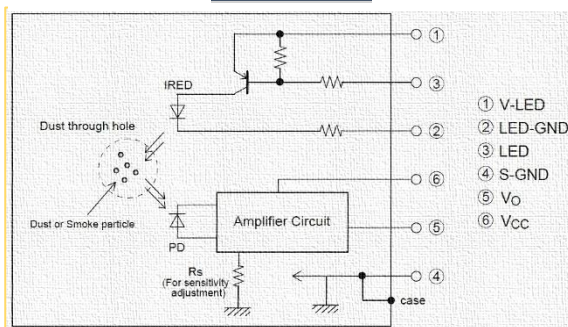 ①
IRED
③
Dust through hole
②
⑥
Dust or Smoke particle
PD
Amplifier Circuit
⑤
Rs
(For sensitivity
adjustment)
④
case
① V-LED
② LED-GND
③ LED
④ S-GND
⑤ VO
⑥ VCC